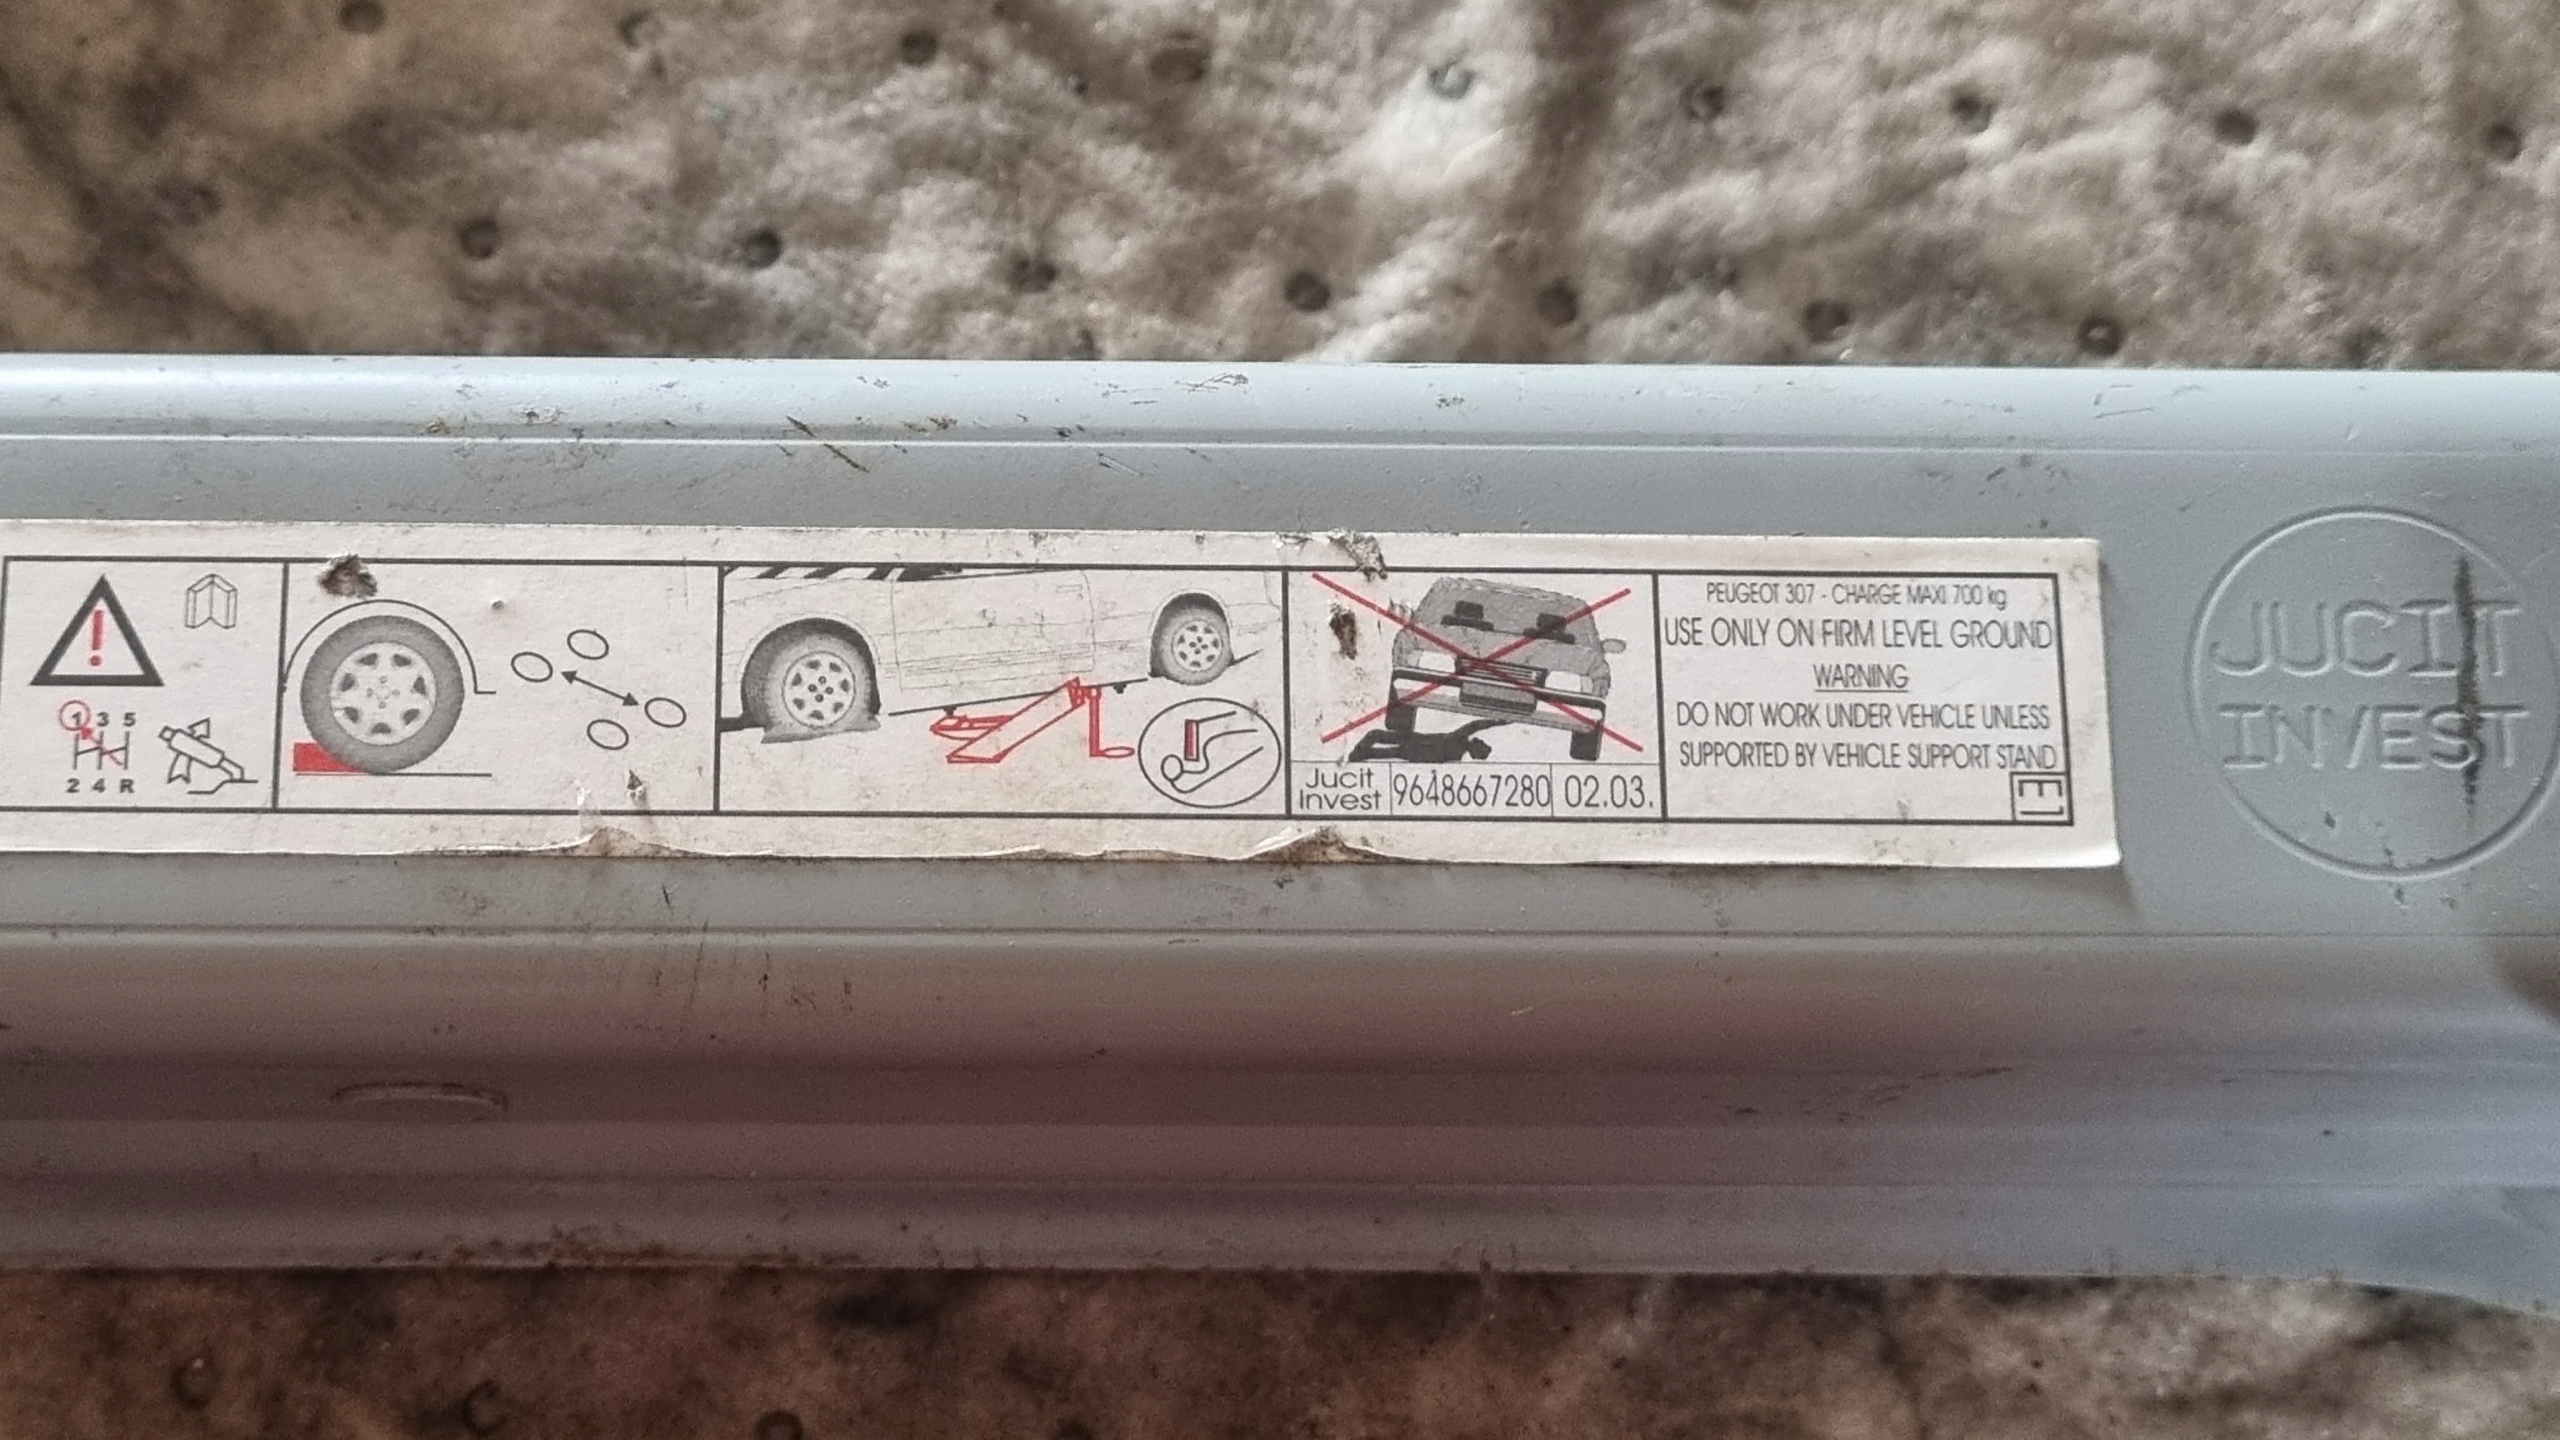 !
1 3 5
2 4 R
Jucit
Invest
9648667280
02.03.
PEUGEOT 307 - CHARGE MAXI 700 kg
USE ONLY ON FIRM LEVEL GROUND
WARNING
DO NOT WORK UNDER VEHICLE UNLESS
SUPPORTED BY VEHICLE SUPPORT STAND
JUCIT
INVEST